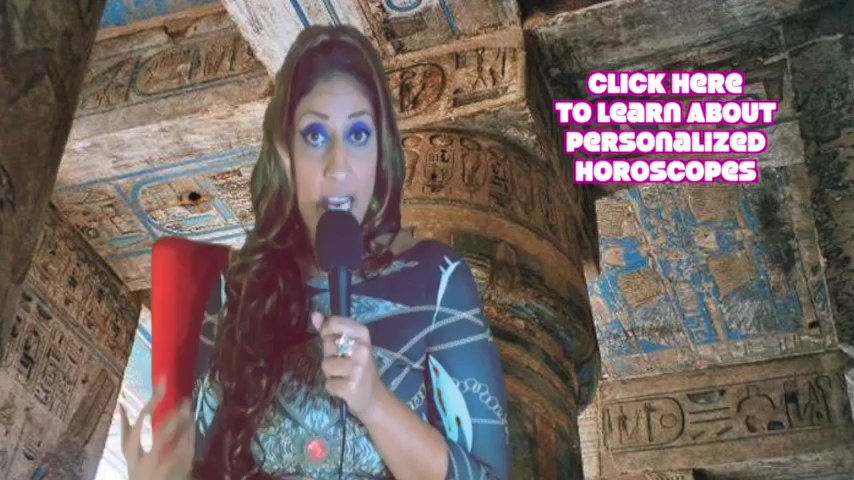 CLICK HERE
TO LEARN ABOUT
PERSONALIZED
HOROSCOPES